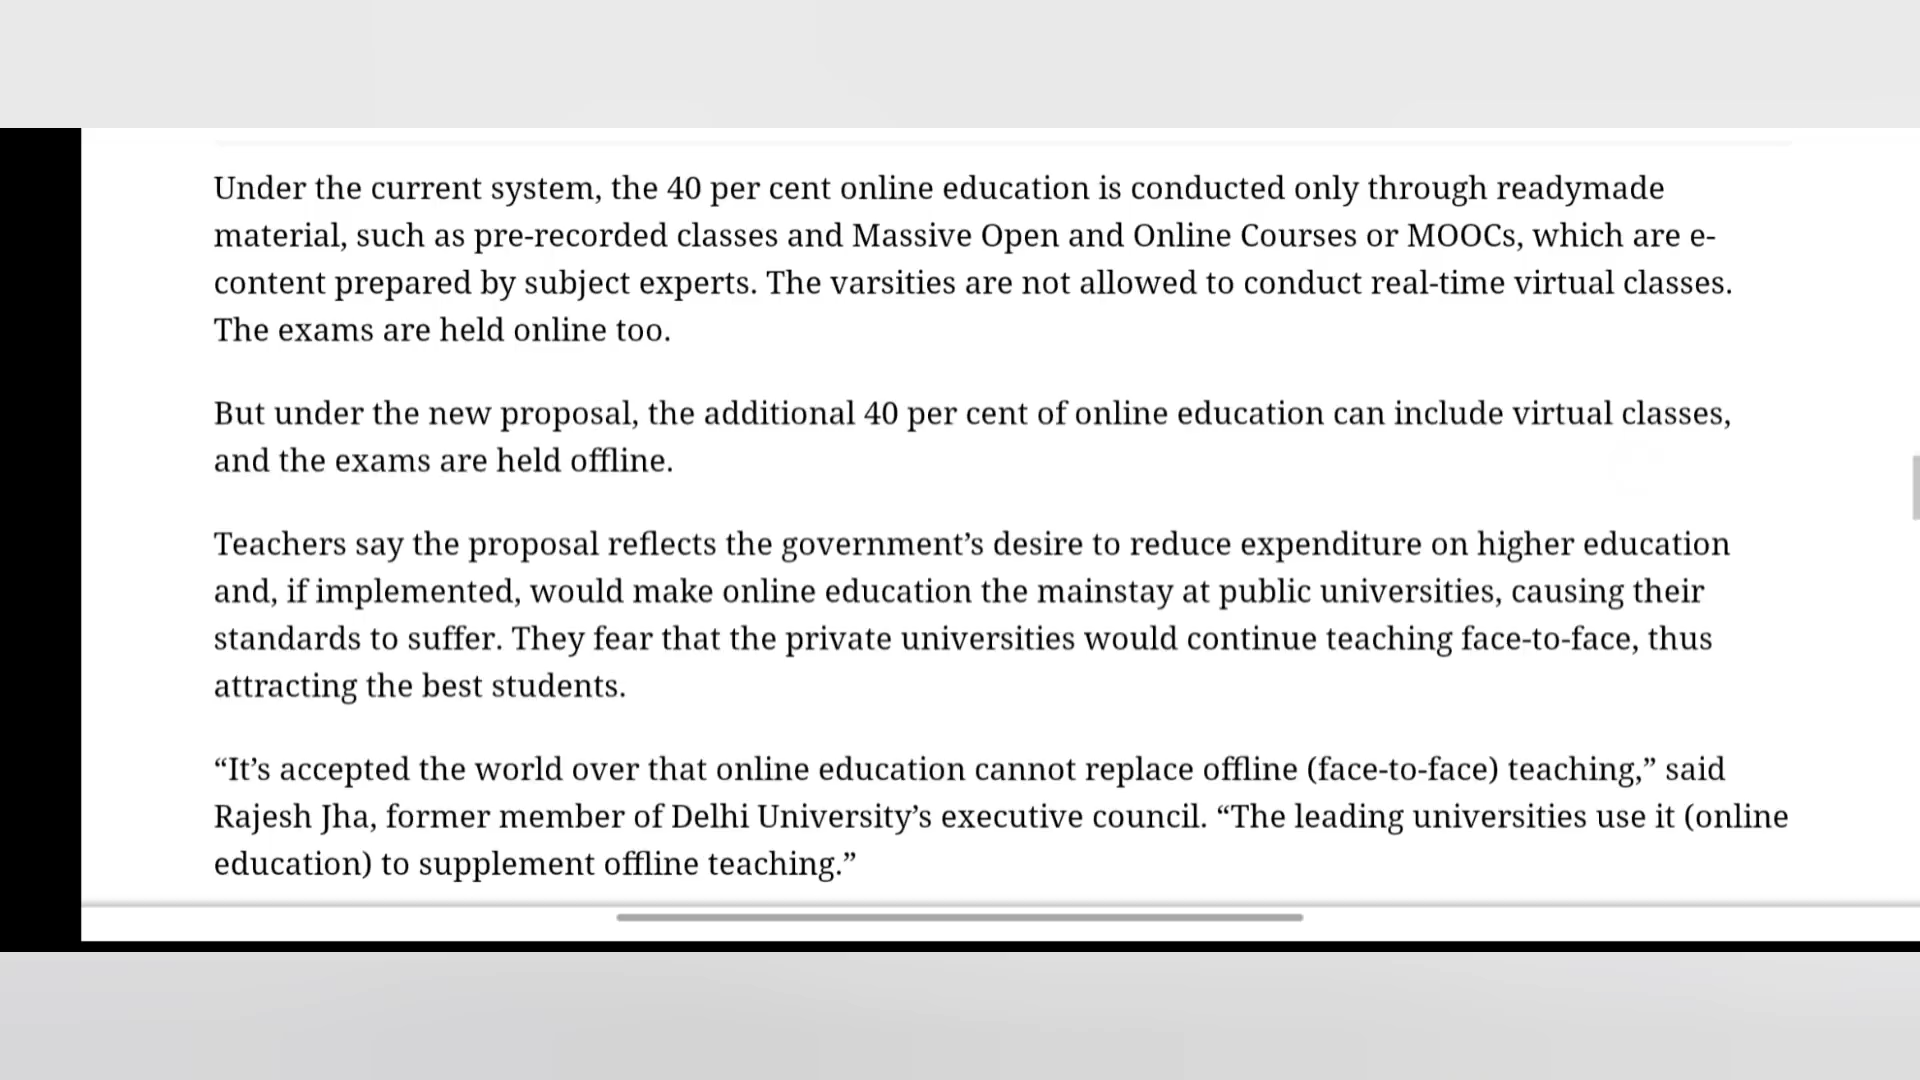 Under the current system, the 40 per cent online education is conducted only through readymade
material, such as pre-recorded classes and Massive Open and Online Courses or MOOCs, which are e-
content prepared by subject experts. The varsities are not allowed to conduct real-time virtual classes.
The exams are held online too.
But under the new proposal, the additional 40 per cent of online education can include virtual classes,
and the exams are held offline.
Teachers say the proposal reflects the government’s desire to reduce expenditure on higher education
and, if implemented, would make online education the mainstay at public universities, causing their
standards to suffer. They fear that the private universities would continue teaching face-to-face, thus
attracting the best students.
“It’s accepted the world over that online education cannot replace offline (face-to-face) teaching,” said
Rajesh Jha, former member of Delhi University’s executive council. “The leading universities use it (online
education) to supplement offline teaching.”